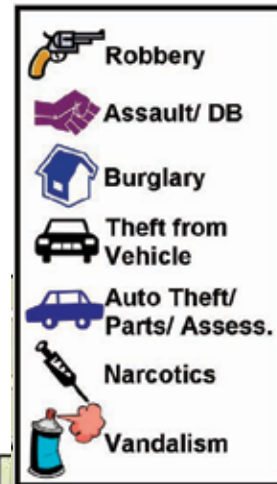 Robbery
Assault/ DB
Burglary
Theft from
Vehicle
Auto Theft/
Parts/ Assess.
Narcotics
Vandalism